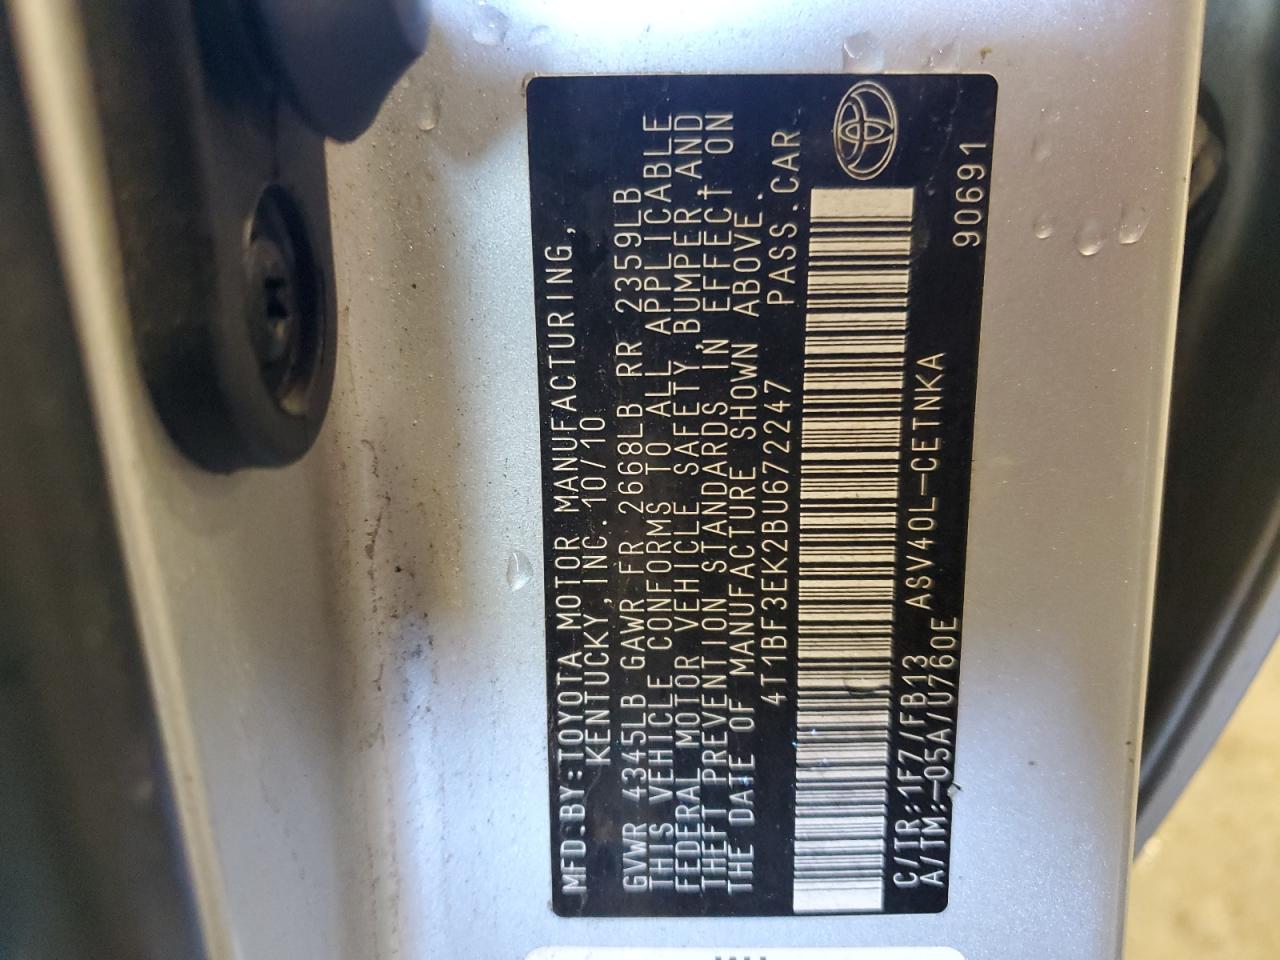 MFD.BY:TOYOTA MOTOR MANUFACTURING,
KENTUCKY,INC.10/10
GVWR 4345LB GAWR FR 2668LB RR 2359LB
THIS VEHICLE CONFORMS TO ALL APPLICABLE
FEDERAL MOTOR VEHICLE SAFETY,BUMPER,AND
THEFT PREVENTION STANDARDS IN EFFECT ON
THE DATE OF MANUFACTURE SHOWN ABOVE.
4T1BF3EK2BU672247 PASS.CAR
C/TR:1F7/FB13 ASV40L-CETNKA
A/TM:-05A/U760E
90691